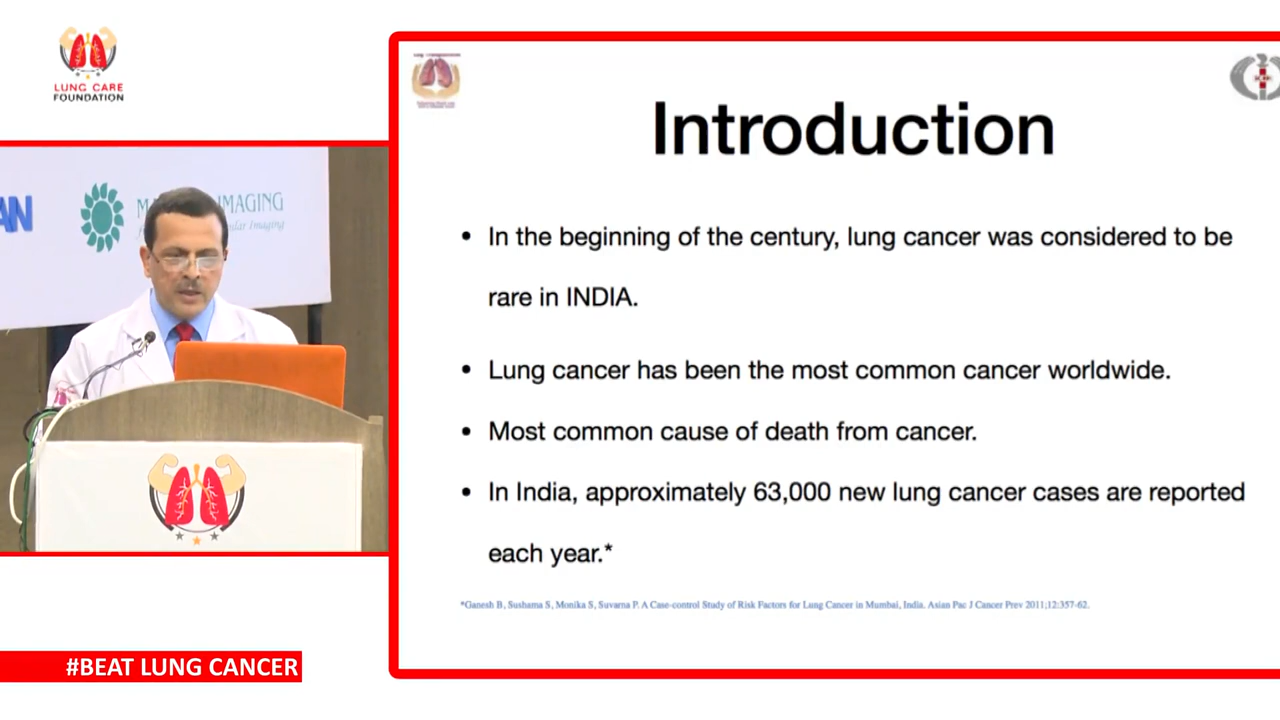 LUNG CARE
FOUNDATION
AN
IMAGING
Imaging
#BEAT LUNG CANCER
Introduction
• In the beginning of the century, lung cancer was considered to be
rare in INDIA.
• Lung cancer has been the most common cancer worldwide.
• Most common cause of death from cancer.
• In India, approximately 63,000 new lung cancer cases are reported
each year.*
*Ganesh B, Sushama S, Monika S, Suvarna P. A Case-control Study of Risk Factors for Lung Cancer in Mumbai, India. Asian Pac J Cancer Prev 2011;12:357-62.